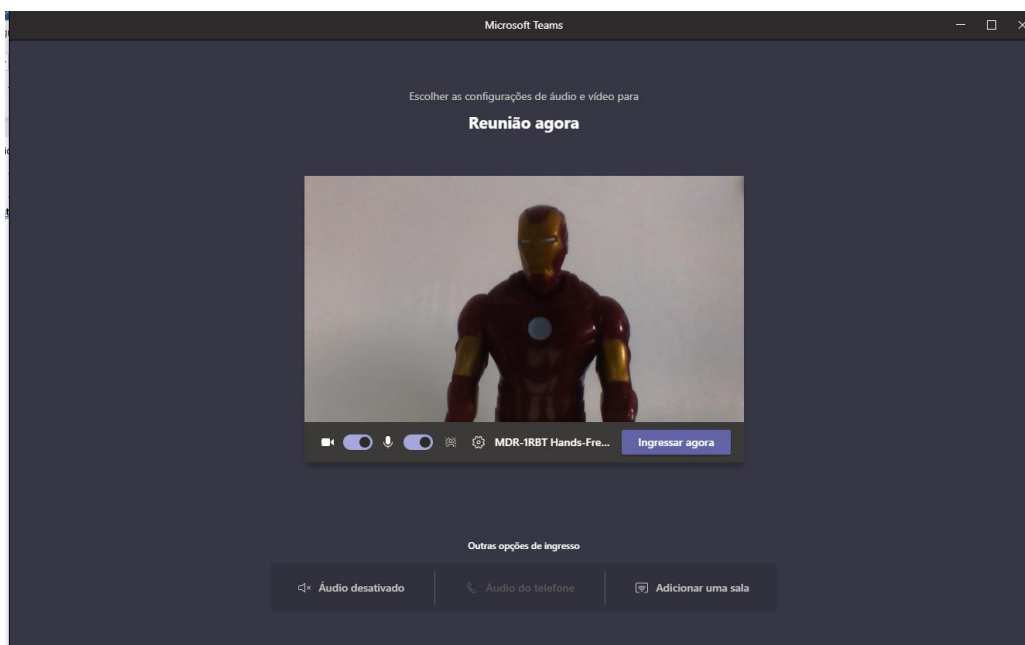 Microsoft Teams
Escolher as configurações de áudio e vídeo para
Reunião agora
MDR-1RBT Hands-Fre... Ingressar agora
Outras opções de ingresso
Áudio desativado Áudio do telefone Adicionar uma sala